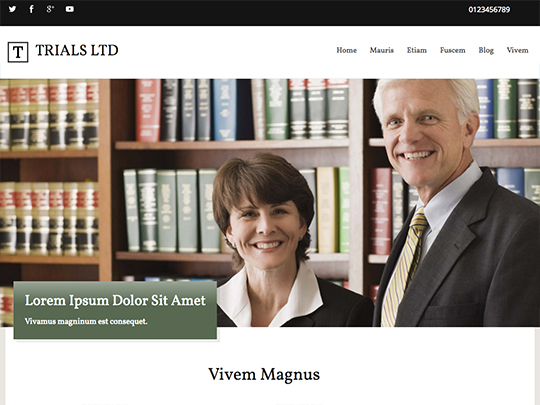 0123456789
T TRIALS LTD
Home Mauris Etiam Fuscem Blog Vivem
Lorem Ipsum Dolor Sit Amet
Vivamus magninum est consequet.
Vivem Magnus